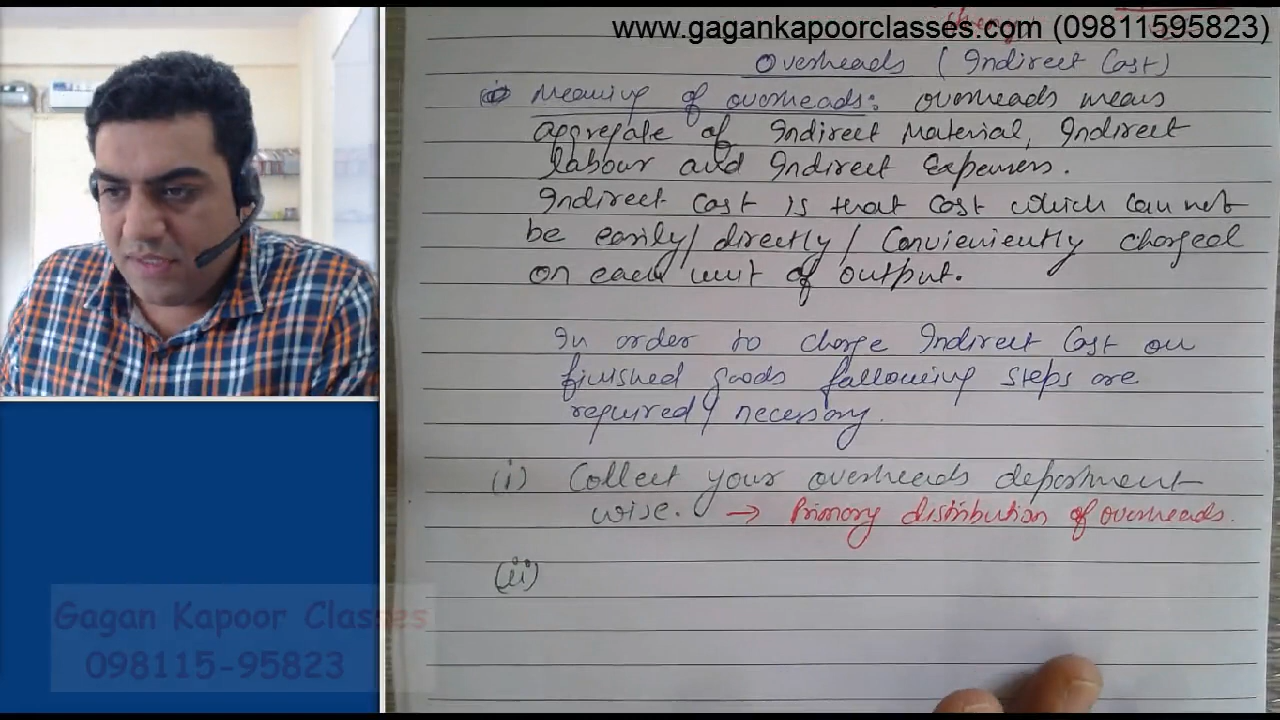 www.gagankapoorclasses.com (09811595823)
Overheads (Indirect Cost)
Meaning of overheads: overheads means
aggregate of Indirect Material, Indirect
labour and Indirect Expenses.
Indirect cost is that cost which can not
be easily/directly/Convieniently charged
on each unit of output.
In order to charge Indirect Cost on
finished goods following steps are
required/necessary.
(i) Collect your overheads department
wise. → Primary distribution of overheads.
(ii)
Gagan Kapoor Classes
098115-95823